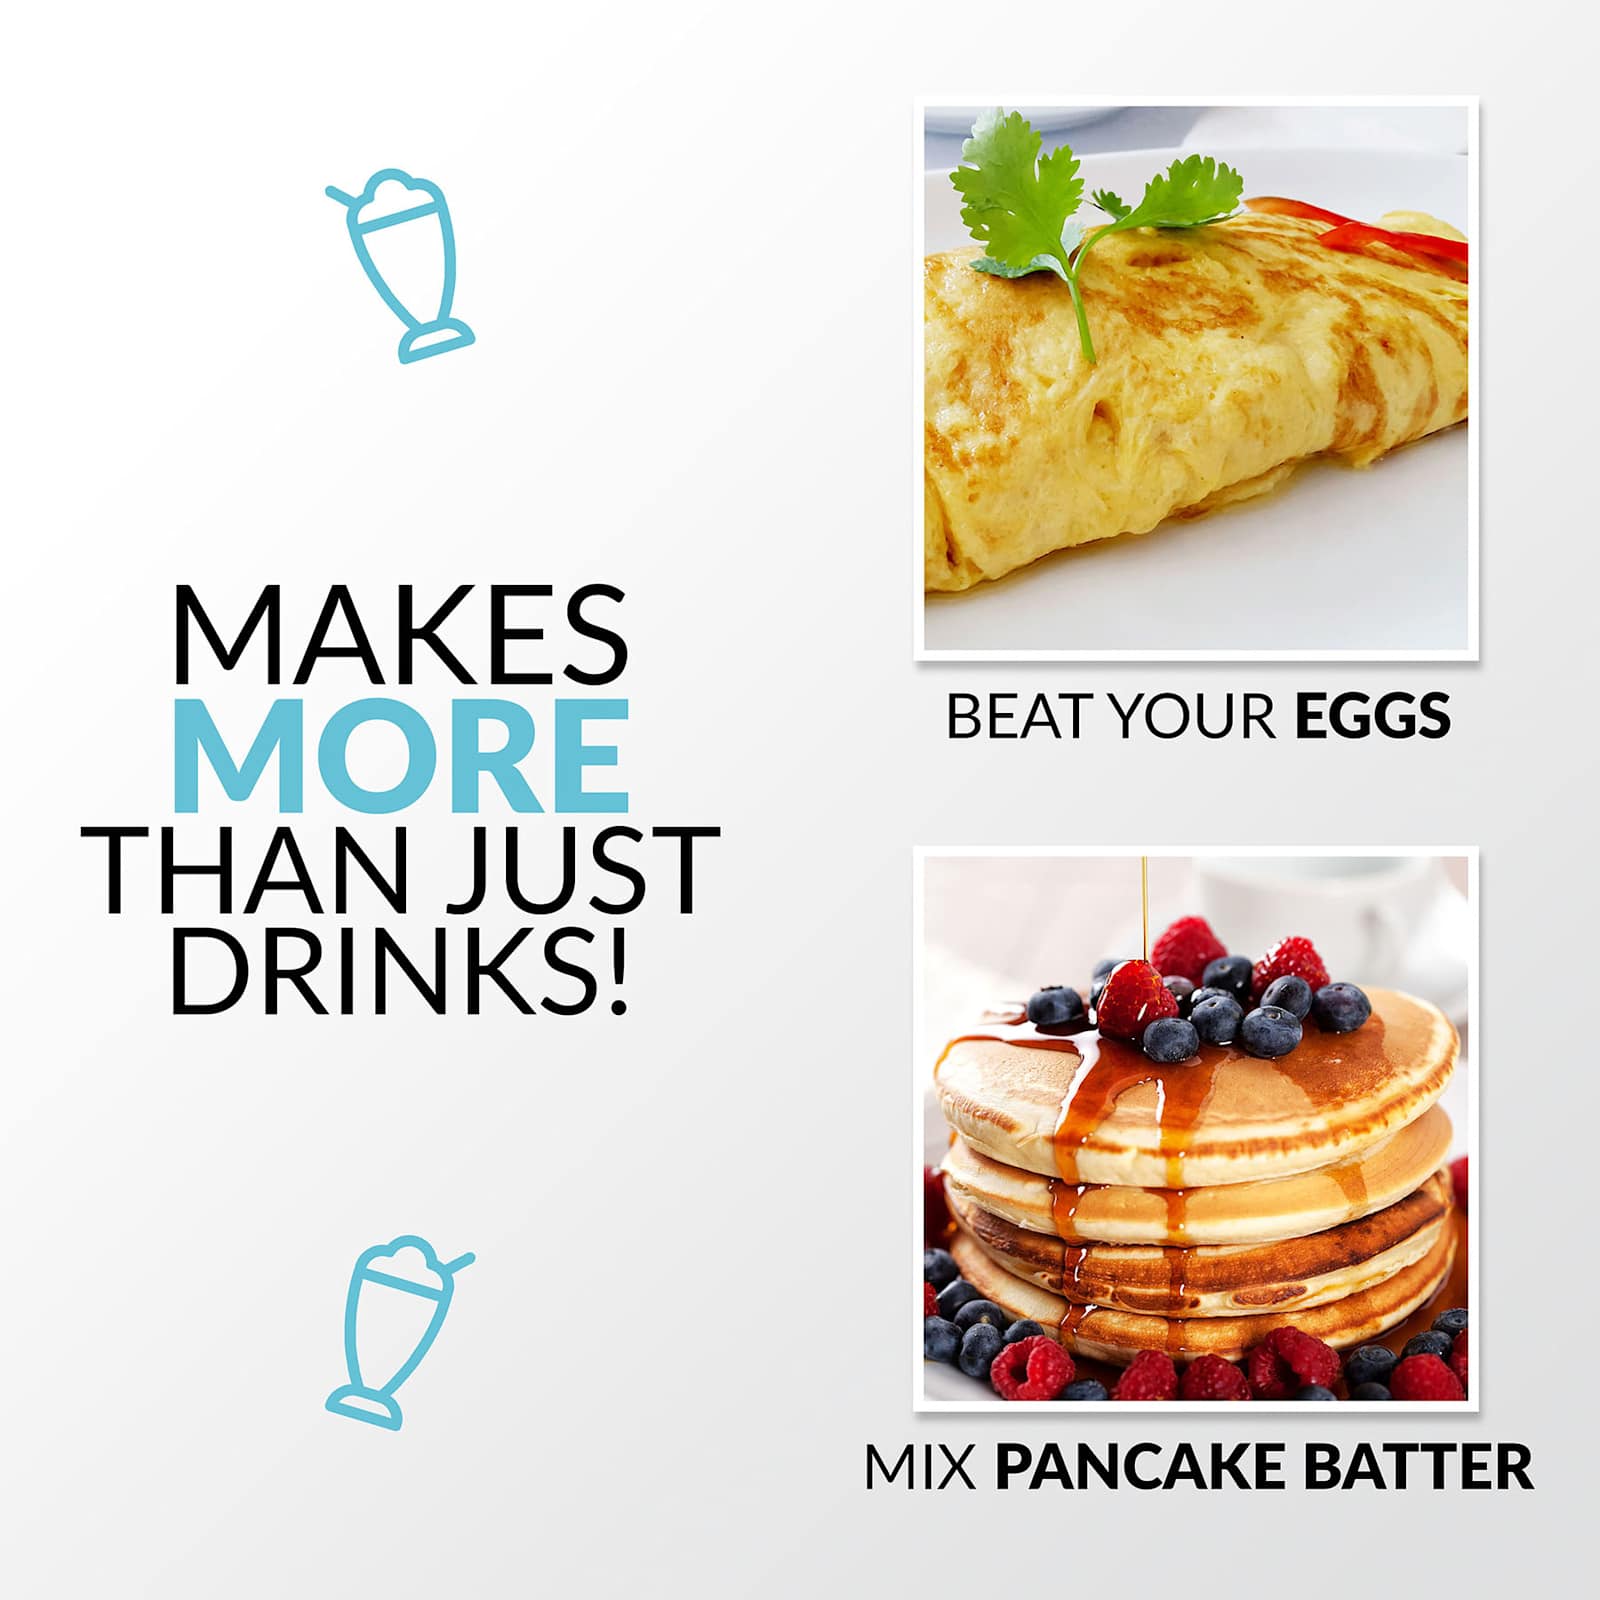 MAKES
MORE
THAN JUST
DRINKS!
BEAT YOUR EGGS
MIX PANCAKE BATTER